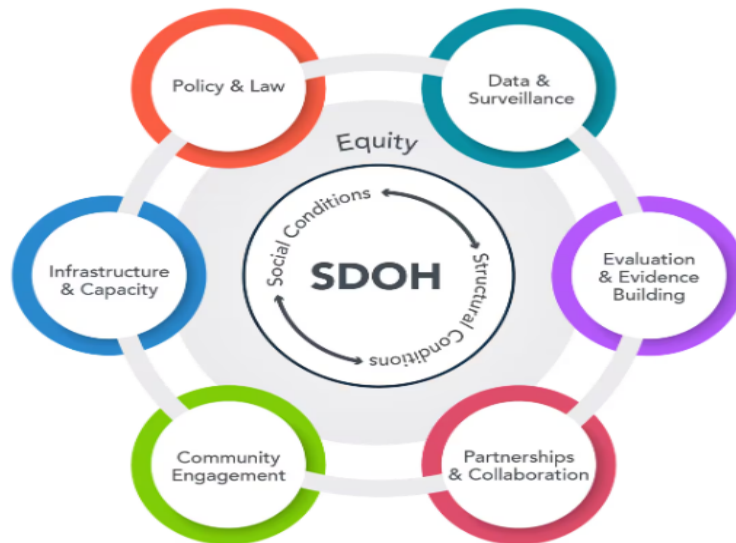 Policy & Law
Data &
Surveillance
Equity
Social Conditions
SDOH
Structural Conditions
Infrastructure
& Capacity
Evaluation
& Evidence
Building
Community
Engagement
Partnerships
& Collaboration